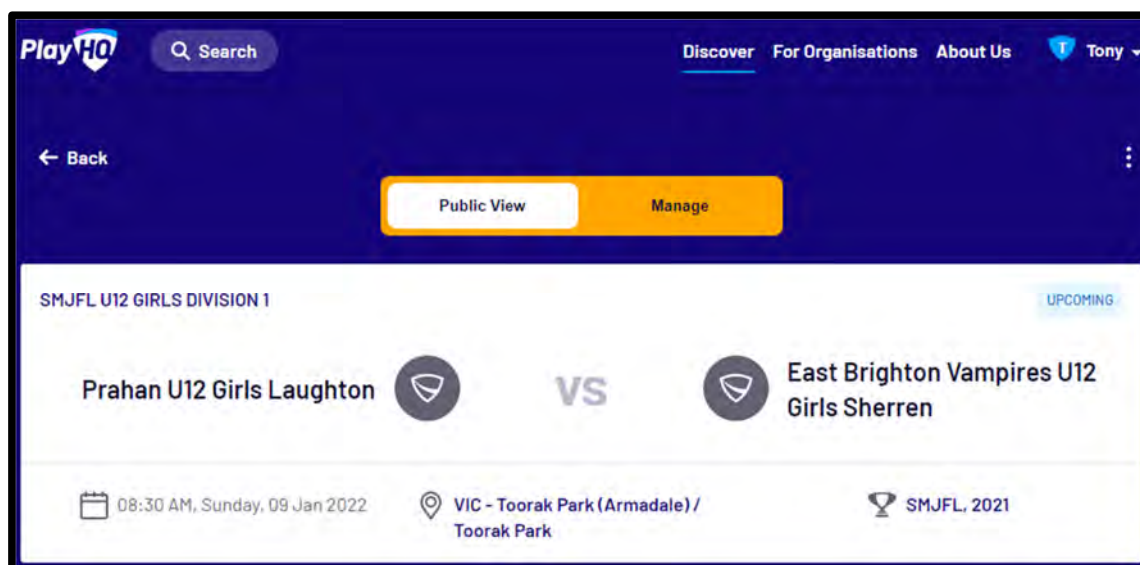 PlayHQ Search Discover For Organisations About Us T Tony
← Back
Public View Manage
SMJFL U12 GIRLS DIVISION 1 UPCOMING
Prahan U12 Girls Laughton VS East Brighton Vampires U12
Girls Sherren
08:30 AM, Sunday, 09 Jan 2022 VIC - Toorak Park (Armadale) / SMJFL, 2021
Toorak Park